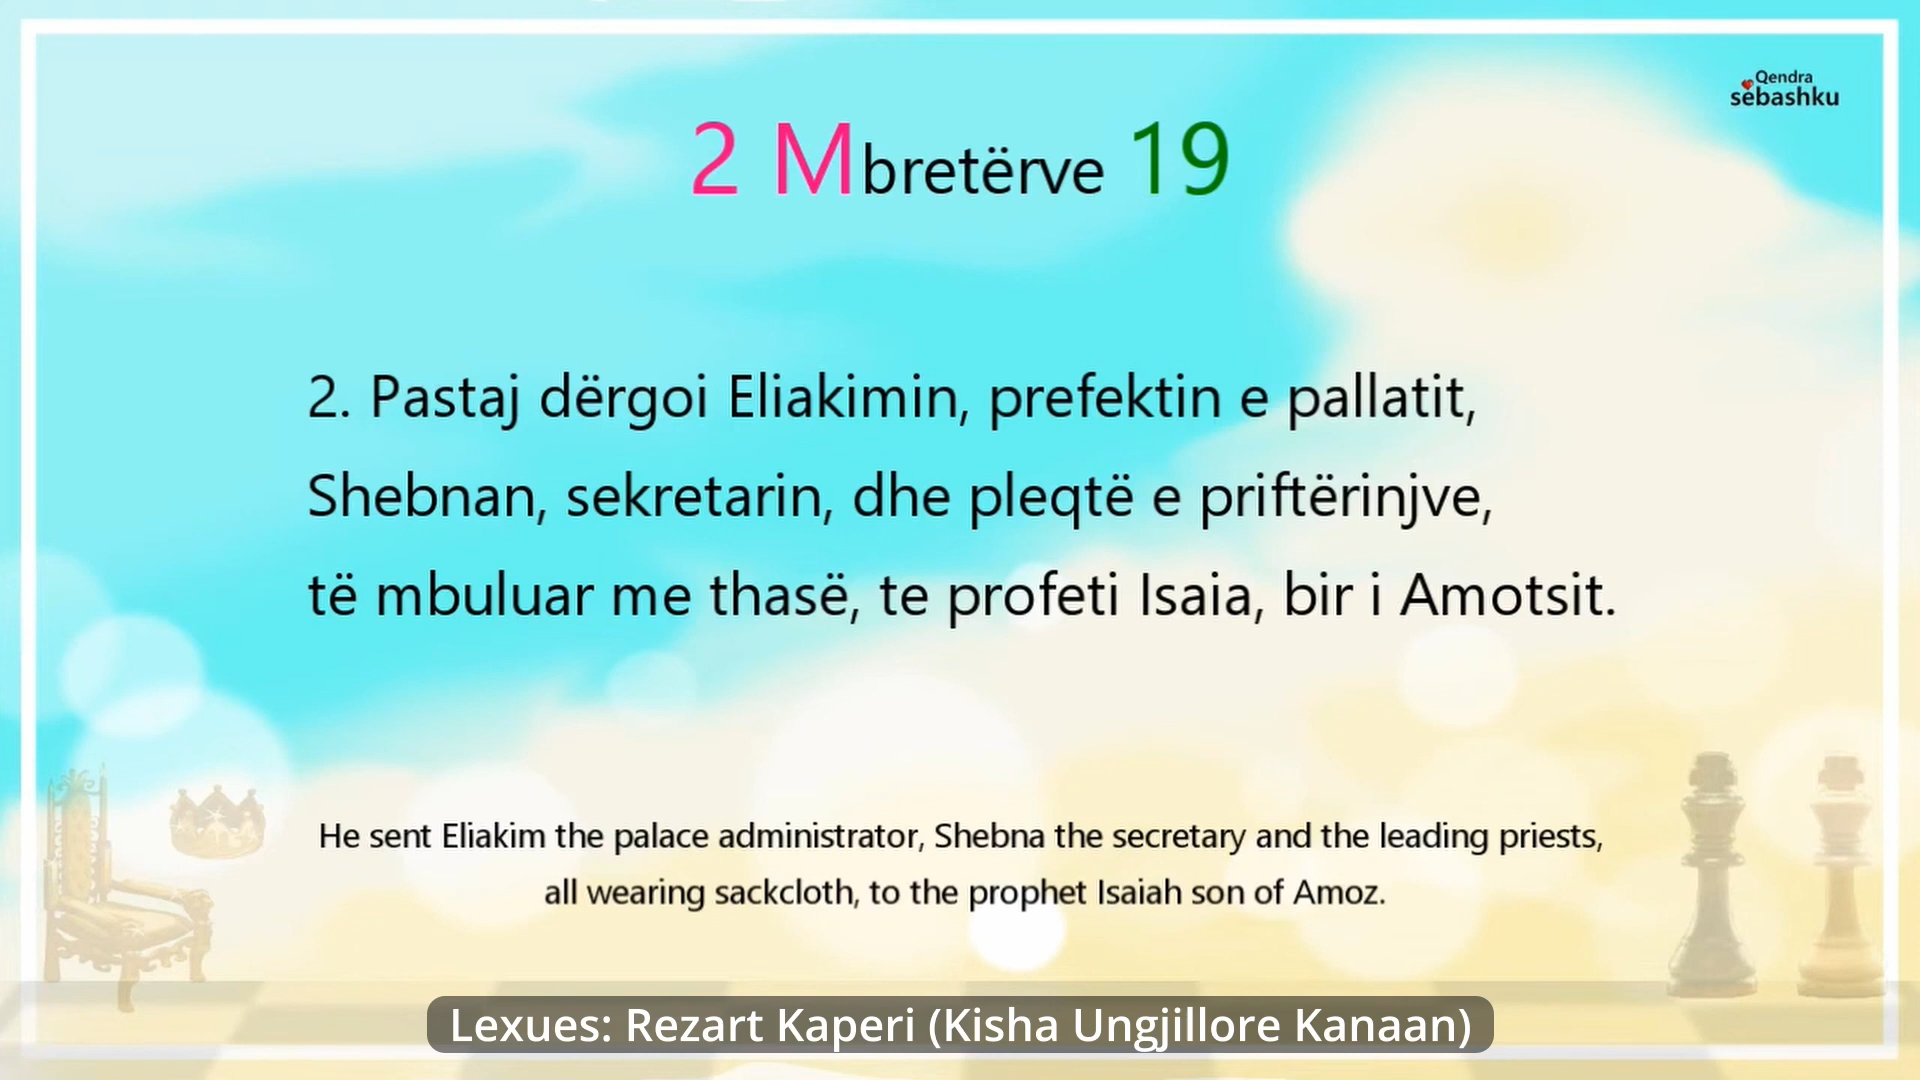 Qendra
sëbashku
2 Mbretërve 19
2. Pastaj dërgoi Eliakimin, prefektin e pallatit,
Shebnan, sekretarin, dhe pleqtë e priftërinjve,
të mbuluar me thasë, te profeti Isaia, bir i Amotsit.
He sent Eliakim the palace administrator, Shebna the secretary and the leading priests,
all wearing sackcloth, to the prophet Isaiah son of Amoz.
Lexues: Rezart Kaperi (Kisha Ungjillore Kanaan)